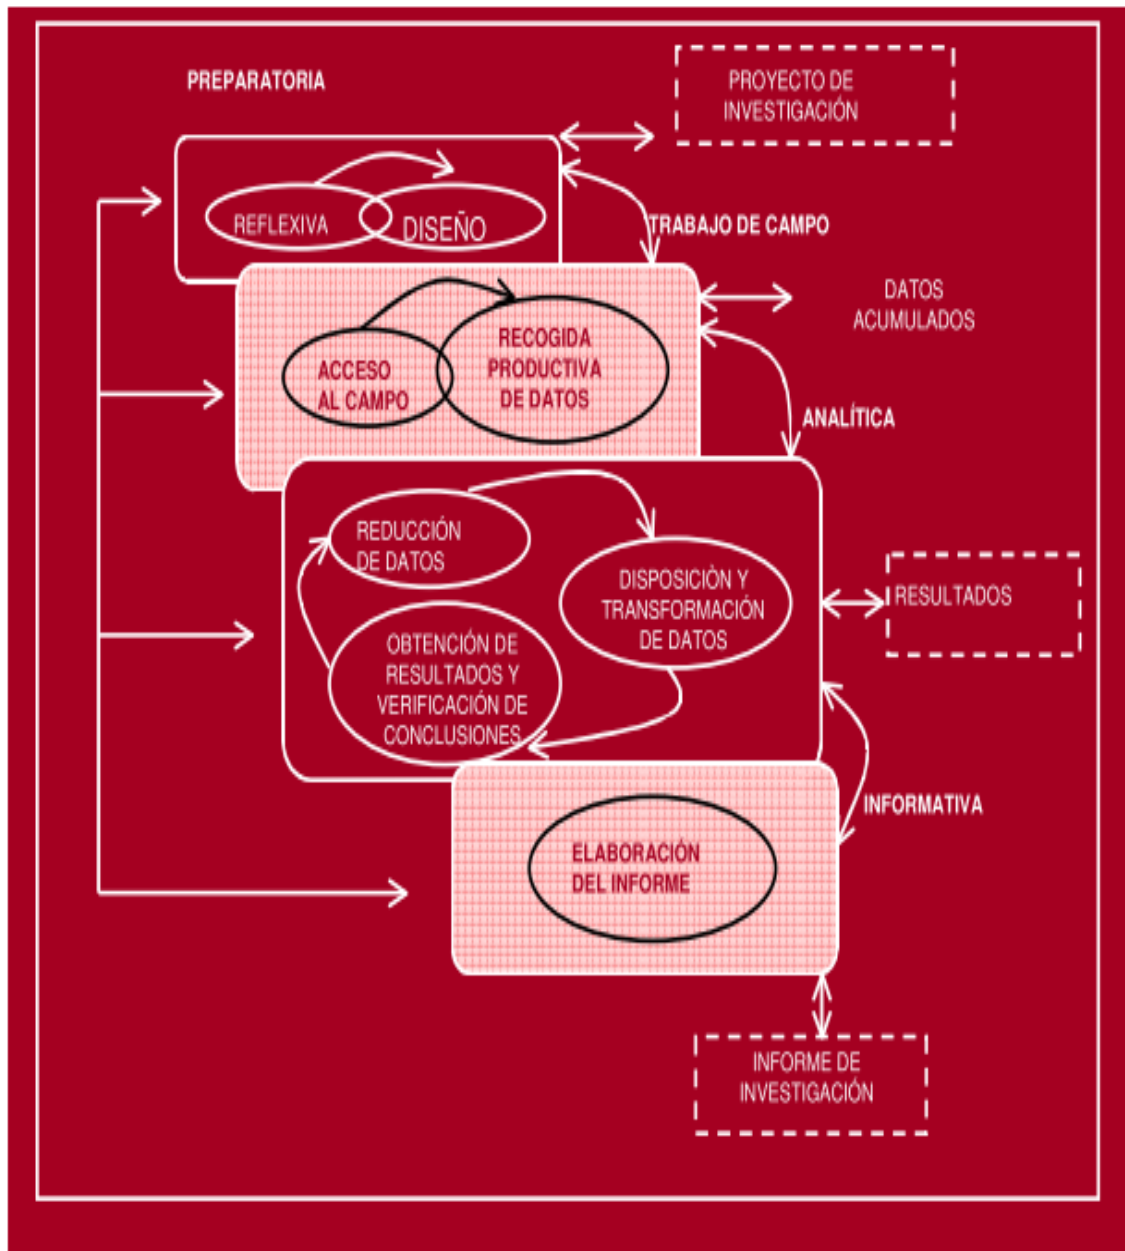 PREPARATORIA
PROYECTO DE
INVESTIGACIÓN
REFLEXIVA
DISEÑO
TRABAJO DE CAMPO
DATOS
ACUMULADOS
ACCESO
AL CAMPO
RECOGIDA
PRODUCTIVA
DE DATOS
ANALÍTICA
REDUCCIÓN
DE DATOS
DISPOSICIÒN Y
TRANSFORMACIÓN
DE DATOS
RESULTADOS
OBTENCIÓN DE
RESULTADOS Y
VERIFICACIÓN DE
CONCLUSIONES
INFORMATIVA
ELABORACIÓN
DEL INFORME
INFORME DE
INVESTIGACIÓN